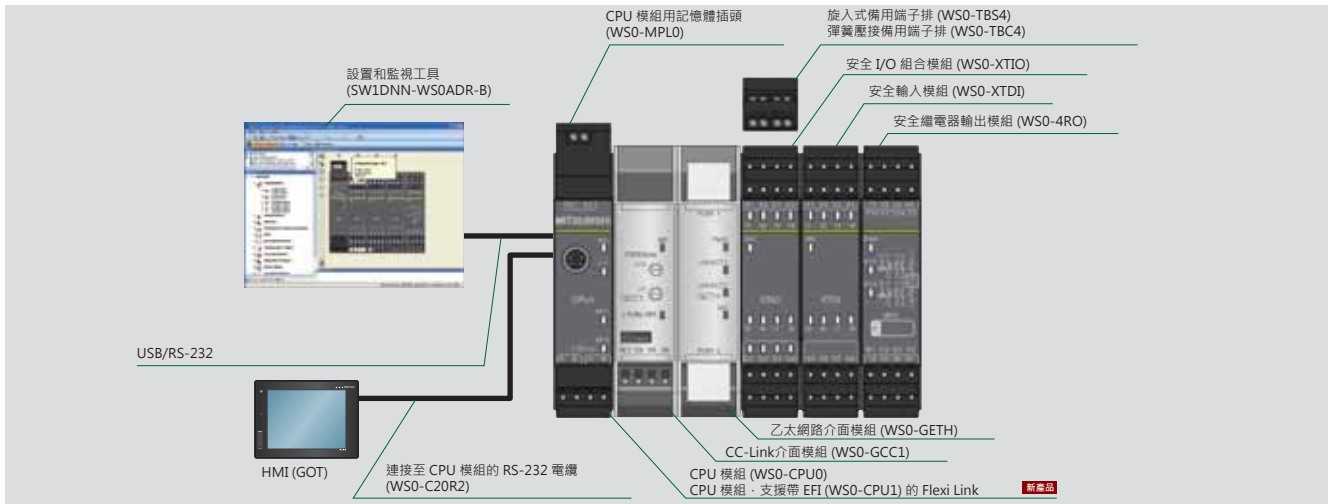 CPU 模組用記憶體插頭
(WS0-MPL0)
旋入式備用端子排 (WS0-TBS4)
彈簧壓接備用端子排 (WS0-TBC4)
安全 I/O 組合模組 (WS0-XTIO)
設置和監視工具
(SW1DNN-WS0ADR-B)
安全輸入模組 (WS0-XTDI)
安全繼電器輸出模組 (WS0-4RO)
MITSUBISHI
USB/RS-232
乙太網路介面模組 (WS0-GETH)
CC-Link介面模組 (WS0-GCC1)
HMI (GOT)
連接至 CPU 模組的 RS-232 電纜
(WS0-C20R2)
CPU 模組 (WS0-CPU0)
CPU 模組，支援帶 EFI (WS0-CPU1) 的 Flexi Link
新產品